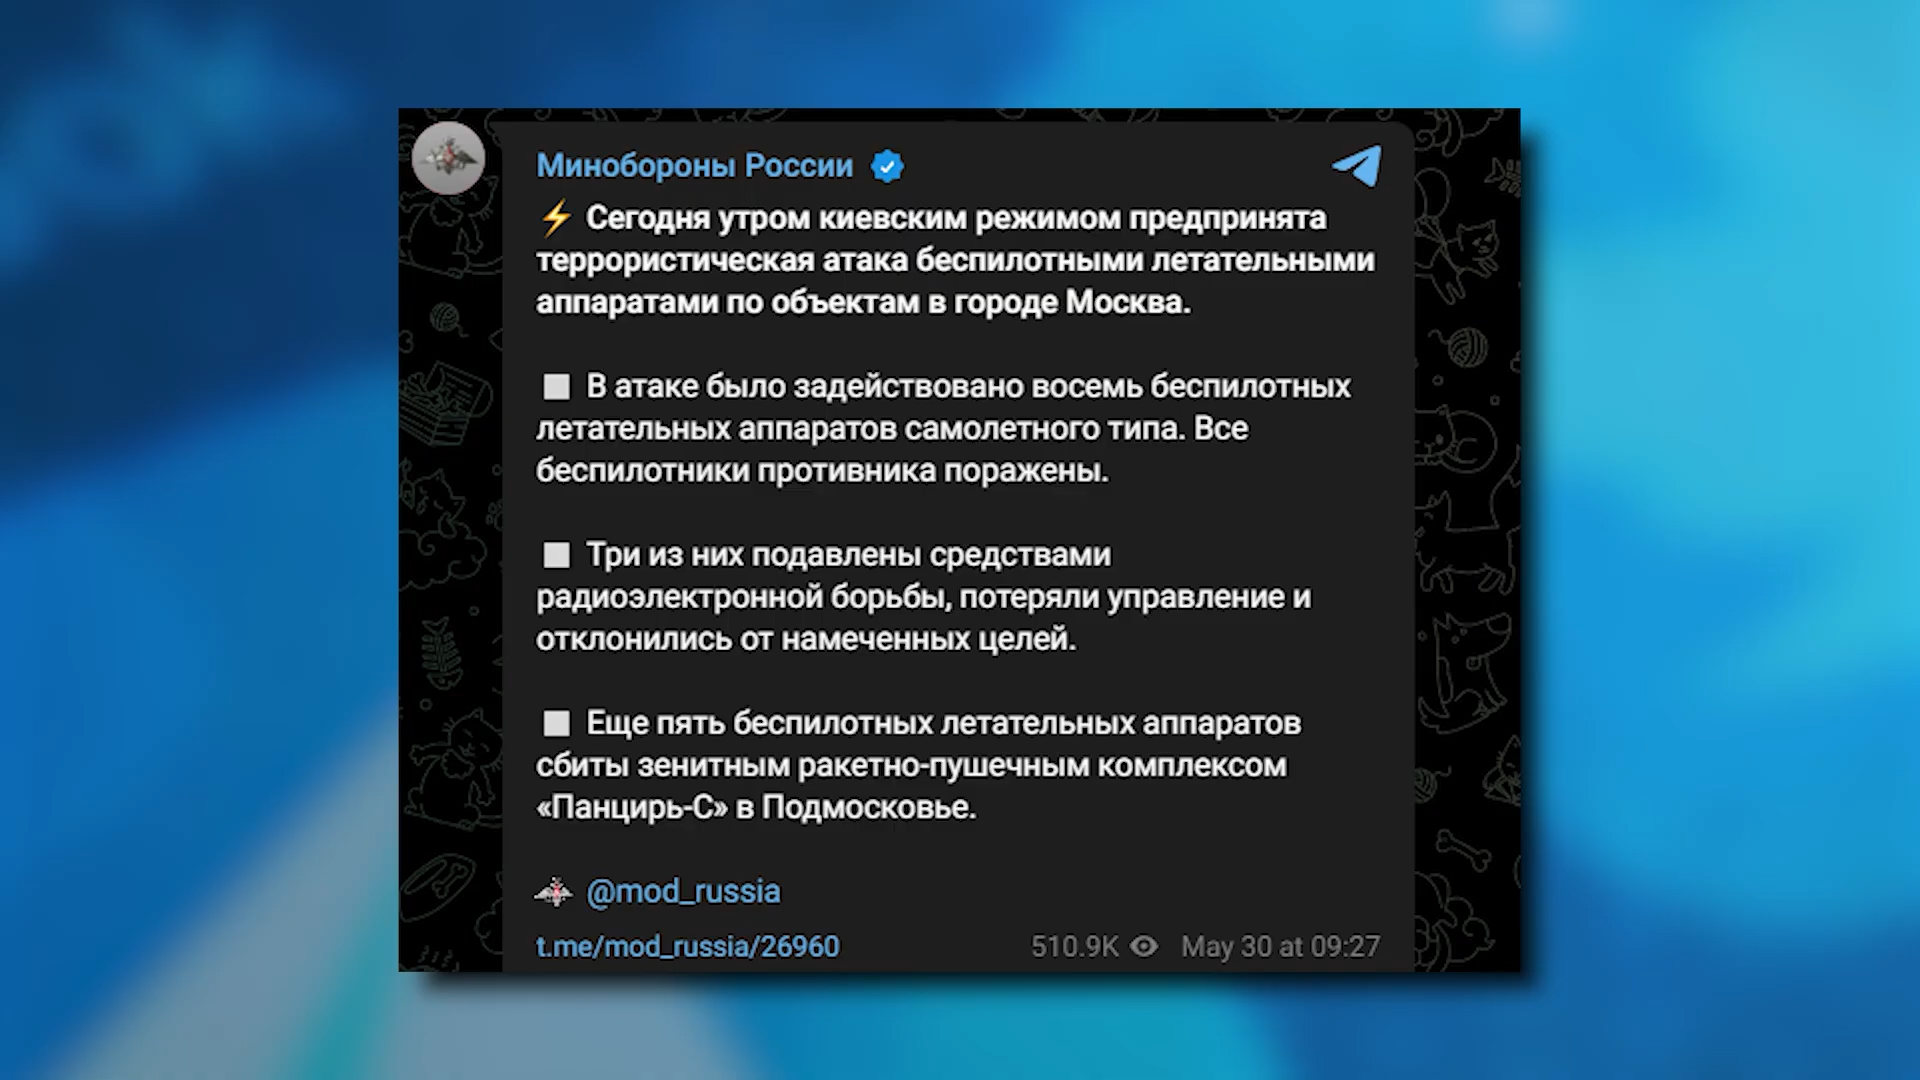 Минобороны России
⚡ Сегодня утром киевским режимом предпринята
террористическая атака беспилотными летательными
аппаратами по объектам в городе Москва.
◻ В атаке было задействовано восемь беспилотных
летательных аппаратов самолетного типа. Все
беспилотники противника поражены.
◻ Три из них подавлены средствами
радиоэлектронной борьбы, потеряли управление и
отклонились от намеченных целей.
◻ Еще пять беспилотных летательных аппаратов
сбиты зенитным ракетно-пушечным комплексом
«Панцирь-С» в Подмосковье.
@mod_russia
t.me/mod_russia/26960 510.9K May 30 at 09:27